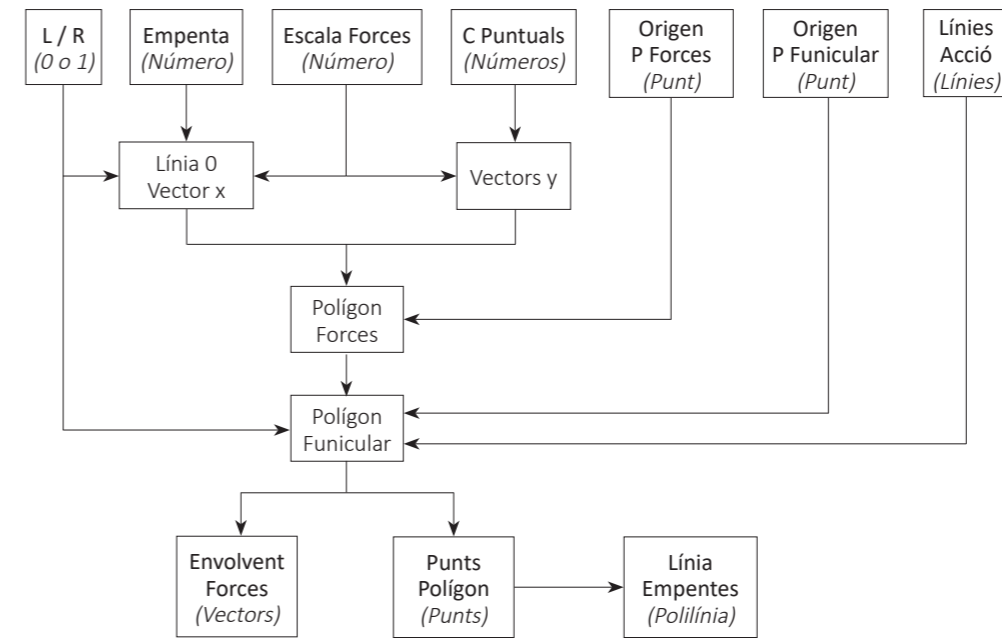 L / R
(0 o 1)
Empenta
(Número)
Escala Forces
(Número)
C Puntuals
(Números)
Origen
P Forces
(Punt)
Origen
P Funicular
(Punt)
Línies
Acció
(Línies)
Línia 0
Vector x
Vectors y
Polígon
Forces
Polígon
Funicular
Envolvent
Forces
(Vectors)
Punts
Polígon
(Punts)
Línia
Empentes
(Polilínia)